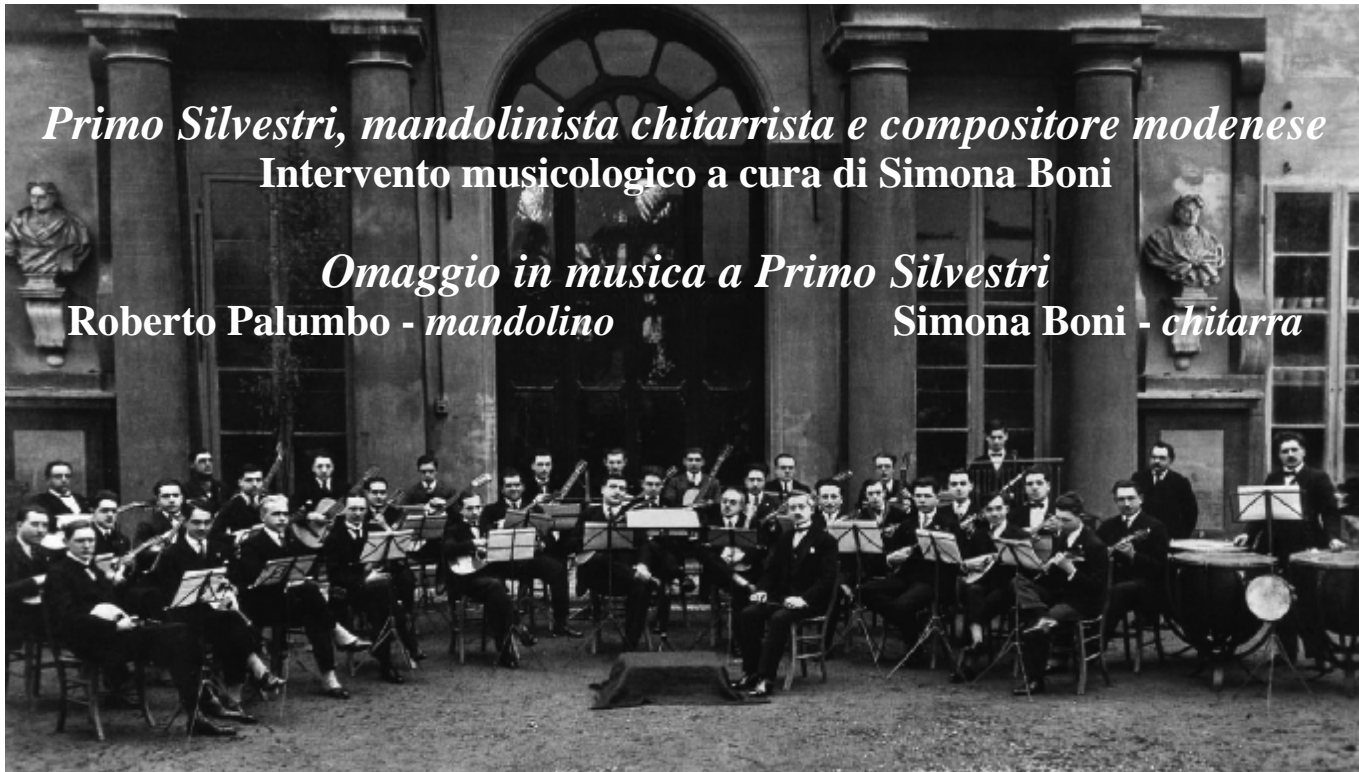 Primo Silvestri, mandolinista chitarrista e compositore modenese
Intervento musicologico a cura di Simona Boni
Omaggio in musica a Primo Silvestri
Roberto Palumbo - mandolino Simona Boni - chitarra